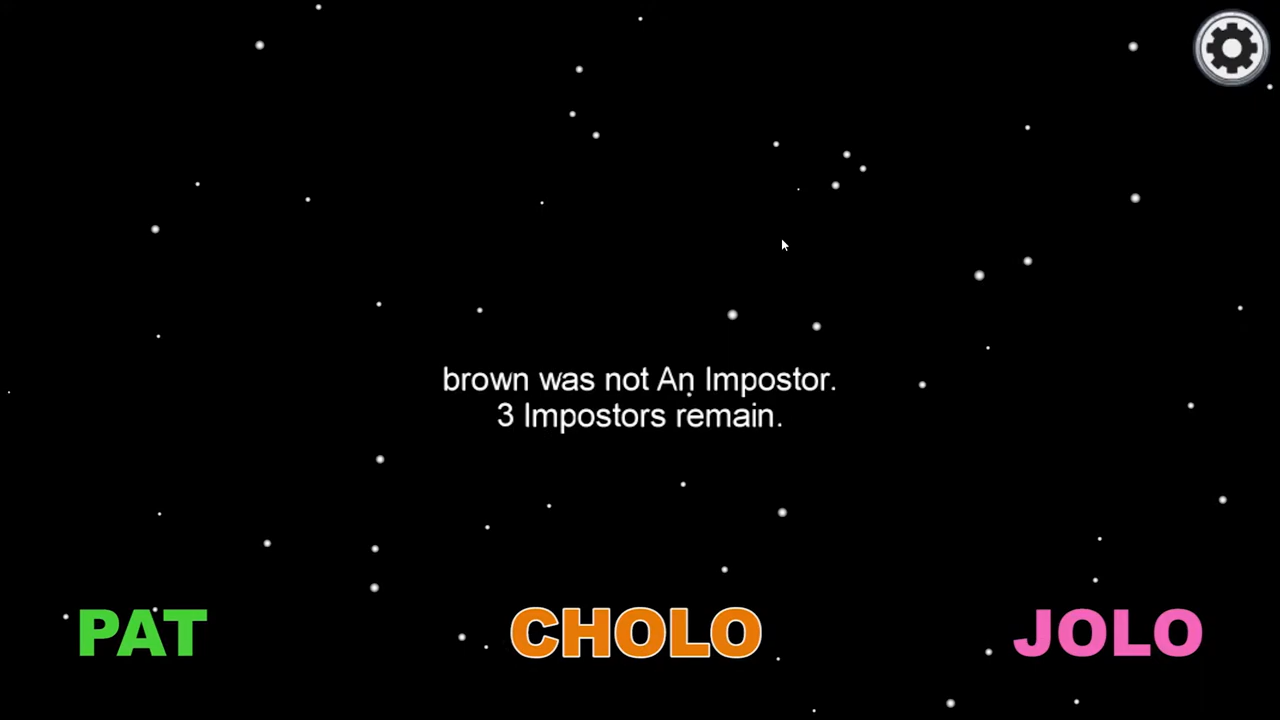 brown was not An Impostor.
3 Impostors remain.
PAT
CHOLO
JOLO